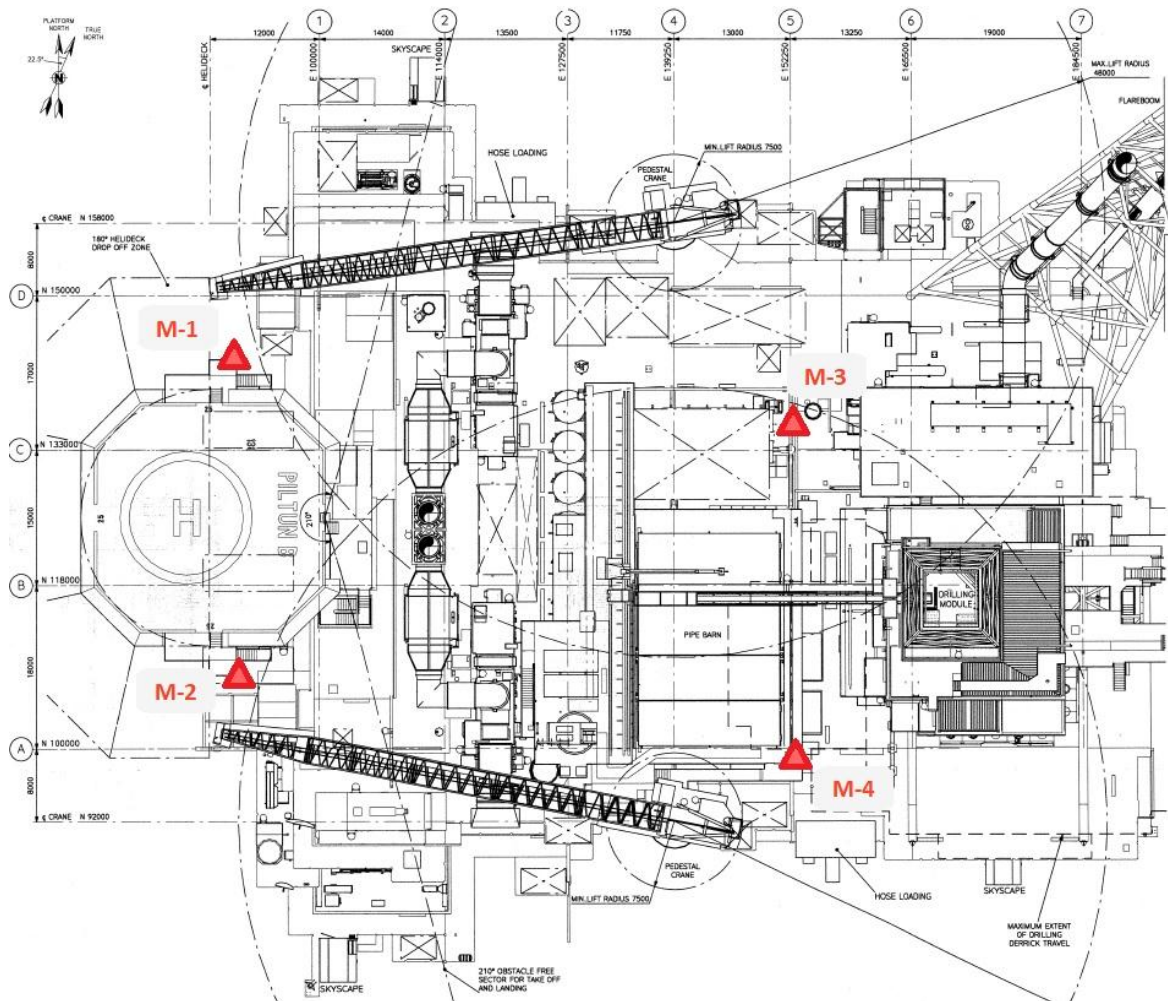 PLATFORM
NORTH
TRUE
NORTH
22.5°
N
1
2
3
4
5
6
7
12000
14000
13500
11750
13000
13250
19000
℄ HELIDECK
E 100000
E 114000
E 127500
E 139250
E 152250
E 165500
E 184500
SKYSCAPE
MAX.LIFT RADIUS
48000
FLAREBOOM
HOSE LOADING
MIN.LIFT RADIUS 7500
PEDESTAL
CRANE
℄ CRANE N 158000
180° HELIDECK
DROP OFF ZONE
8000
D
N 150000
M-1
17000
M-3
C
N 133000
PILTUN B
H
210°
15000
B
N 118000
DRILLING
MODULE
PIPE BARN
18000
M-2
A
N 100000
M-4
8000
℄ CRANE N 92000
PEDESTAL
CRANE
MIN.LIFT RADIUS 7500
HOSE LOADING
SKYSCAPE
MAXIMUM EXTENT
OF DRILLING
DERRICK TRAVEL
210° OBSTACLE FREE
SECTOR FOR TAKE OFF
AND LANDING
SKYSCAPE